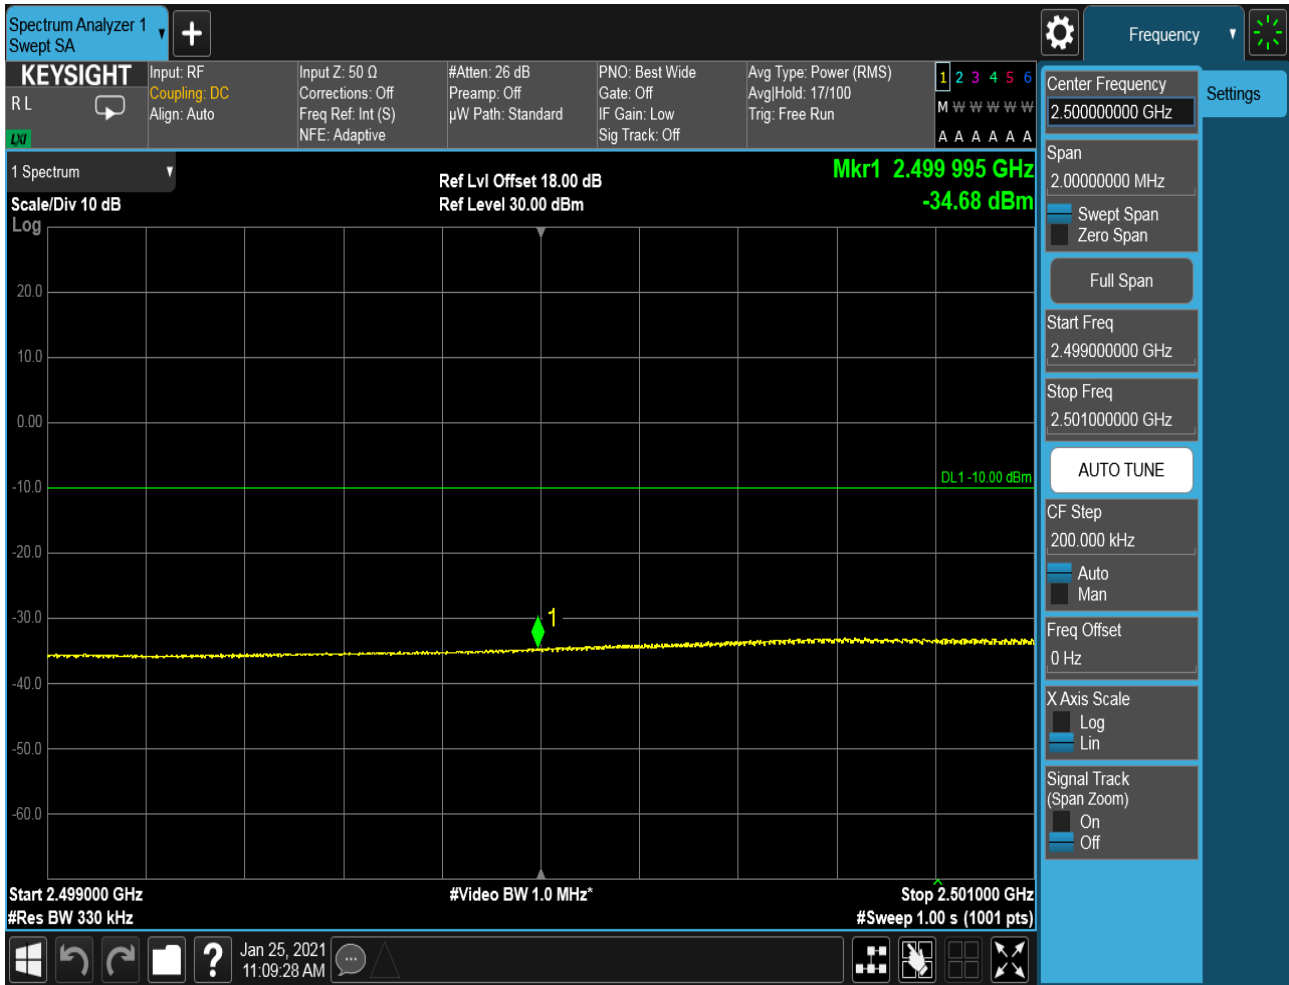 Spectrum Analyzer 1
Swept SA
Frequency
KEYSIGHT
R L
LXI
Input: RF
Coupling: DC
Align: Auto
Input Z: 50 Ω
Corrections: Off
Freq Ref: Int (S)
NFE: Adaptive
#Atten: 26 dB
Preamp: Off
µW Path: Standard
PNO: Best Wide
Gate: Off
IF Gain: Low
Sig Track: Off
Avg Type: Power (RMS)
Avg|Hold: 17/100
Trig: Free Run
1 2 3 4 5 6
M W W W W W
A A A A A A
1 Spectrum
Scale/Div 10 dB
Log
Ref Lvl Offset 18.00 dB
Ref Level 30.00 dBm
Mkr1 2.499 995 GHz
-34.68 dBm
20.0
10.0
0.00
-10.0
-20.0
-30.0
-40.0
-50.0
-60.0
DL1 -10.00 dBm
1
Start 2.499000 GHz
#Res BW 330 kHz
#Video BW 1.0 MHz*
Stop 2.501000 GHz
#Sweep 1.00 s (1001 pts)
Jan 25, 2021
11:09:28 AM
?
Center Frequency
2.500000000 GHz
Span
2.00000000 MHz
Swept Span
Zero Span
Full Span
Start Freq
2.499000000 GHz
Stop Freq
2.501000000 GHz
AUTO TUNE
CF Step
200.000 kHz
Auto
Man
Freq Offset
0 Hz
X Axis Scale
Log
Lin
Signal Track
(Span Zoom)
On
Off
Settings